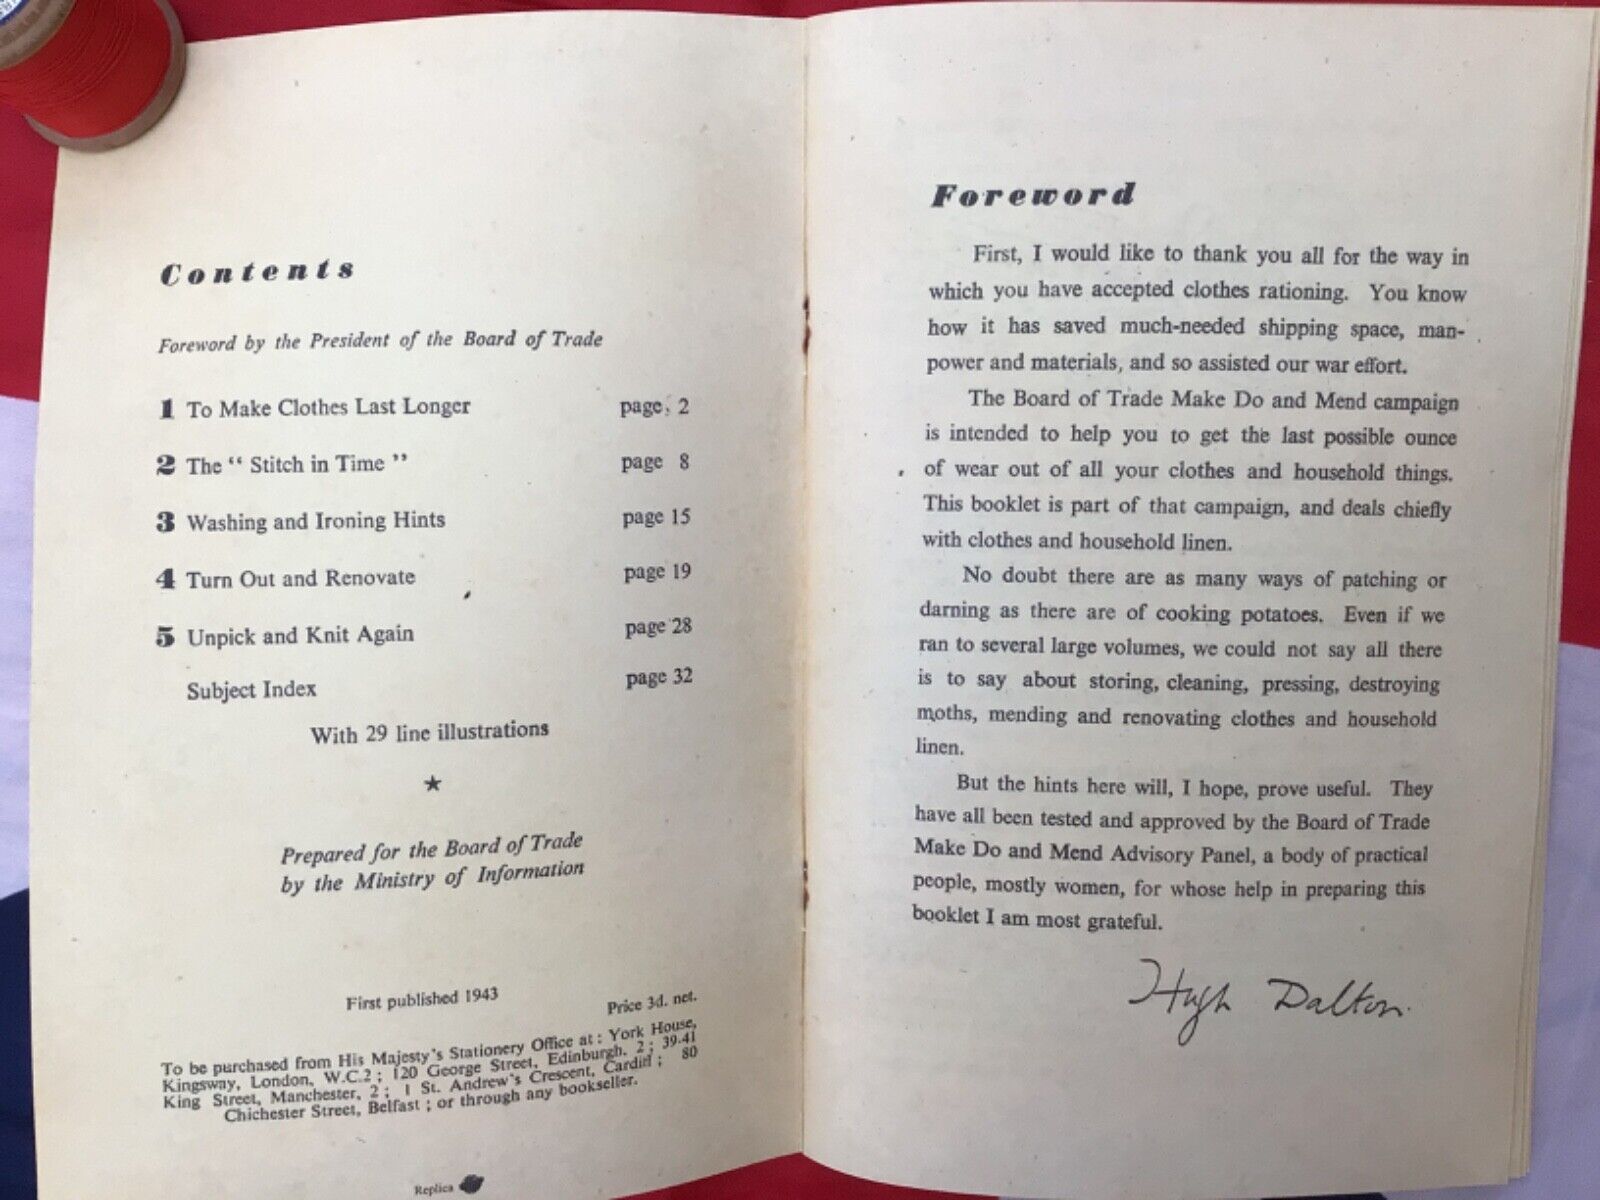 Contents
Foreword by the President of the Board of Trade
1 To Make Clothes Last Longer page 2
2 The “ Stitch in Time ” page 8
3 Washing and Ironing Hints page 15
4 Turn Out and Renovate page 19
5 Unpick and Knit Again page 28
Subject Index page 32
With 29 line illustrations
★
Prepared for the Board of Trade
by the Ministry of Information
First published 1943
Price 3d. net.
To be purchased from His Majesty's Stationery Office at : York House,
Kingsway, London, W.C.2 ; 120 George Street, Edinburgh. 2 ; 39-41
King Street, Manchester, 2 ; 1 St. Andrew's Crescent, Cardiff ; 80
Chichester Street, Belfast ; or through any bookseller.
Replica
Foreword
First, I would like to thank you all for the way in
which you have accepted clothes rationing. You know
how it has saved much-needed shipping space, man-
power and materials, and so assisted our war effort.
The Board of Trade Make Do and Mend campaign
is intended to help you to get the last possible ounce
of wear out of all your clothes and household things.
This booklet is part of that campaign, and deals chiefly
with clothes and household linen.
No doubt there are as many ways of patching or
darning as there are of cooking potatoes. Even if we
ran to several large volumes, we could not say all there
is to say about storing, cleaning, pressing, destroying
moths, mending and renovating clothes and household
linen.
But the hints here will, I hope, prove useful. They
have all been tested and approved by the Board of Trade
Make Do and Mend Advisory Panel, a body of practical
people, mostly women, for whose help in preparing this
booklet I am most grateful.
Hugh Dalton.